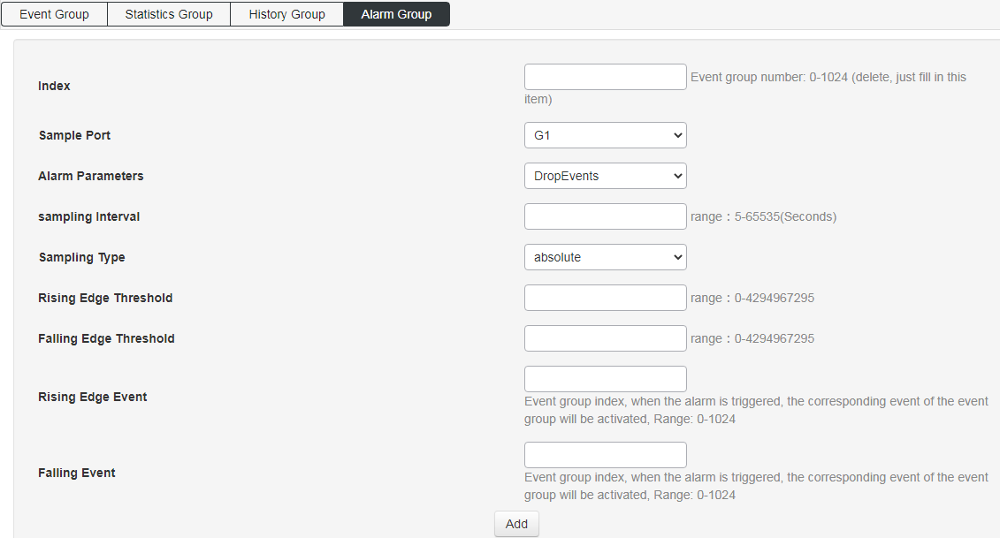 Event Group Statistics Group History Group Alarm Group
Index Event group number: 0-1024 (delete, just fill in this
item)
Sample Port G1
Alarm Parameters DropEvents
sampling Interval range：5-65535(Seconds)
Sampling Type absolute
Rising Edge Threshold range：0-4294967295
Falling Edge Threshold range：0-4294967295
Rising Edge Event
Event group index, when the alarm is triggered, the corresponding event of the event
group will be activated, Range: 0-1024
Falling Event
Event group index, when the alarm is triggered, the corresponding event of the event
group will be activated, Range: 0-1024
Add